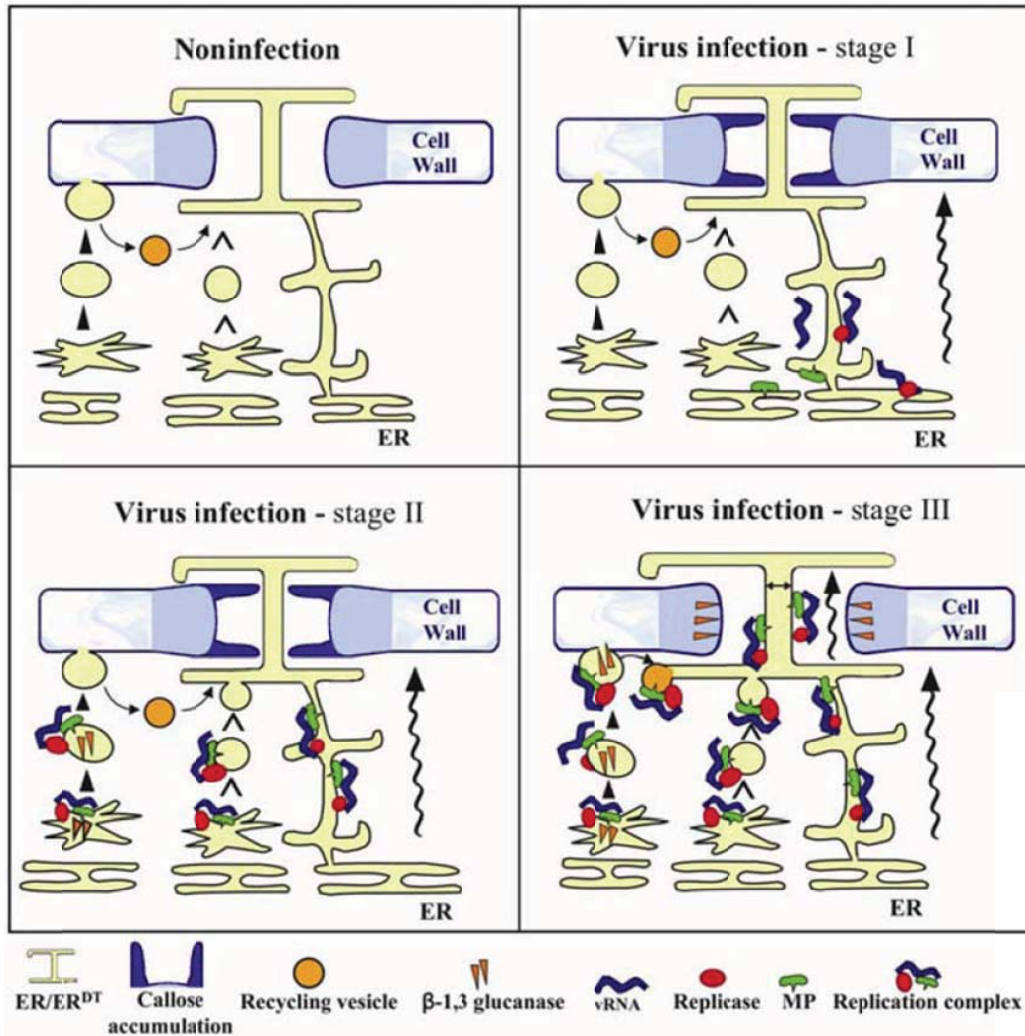 Noninfection
Cell
Wall
ER
Virus infection - stage I
Cell
Wall
ER
Virus infection - stage II
Cell
Wall
ER
Virus infection - stage III
Cell
Wall
ER
ER/ER^DT
Callose
accumulation
Recycling vesicle
β-1,3 glucanase
vRNA
Replicase
MP
Replication complex